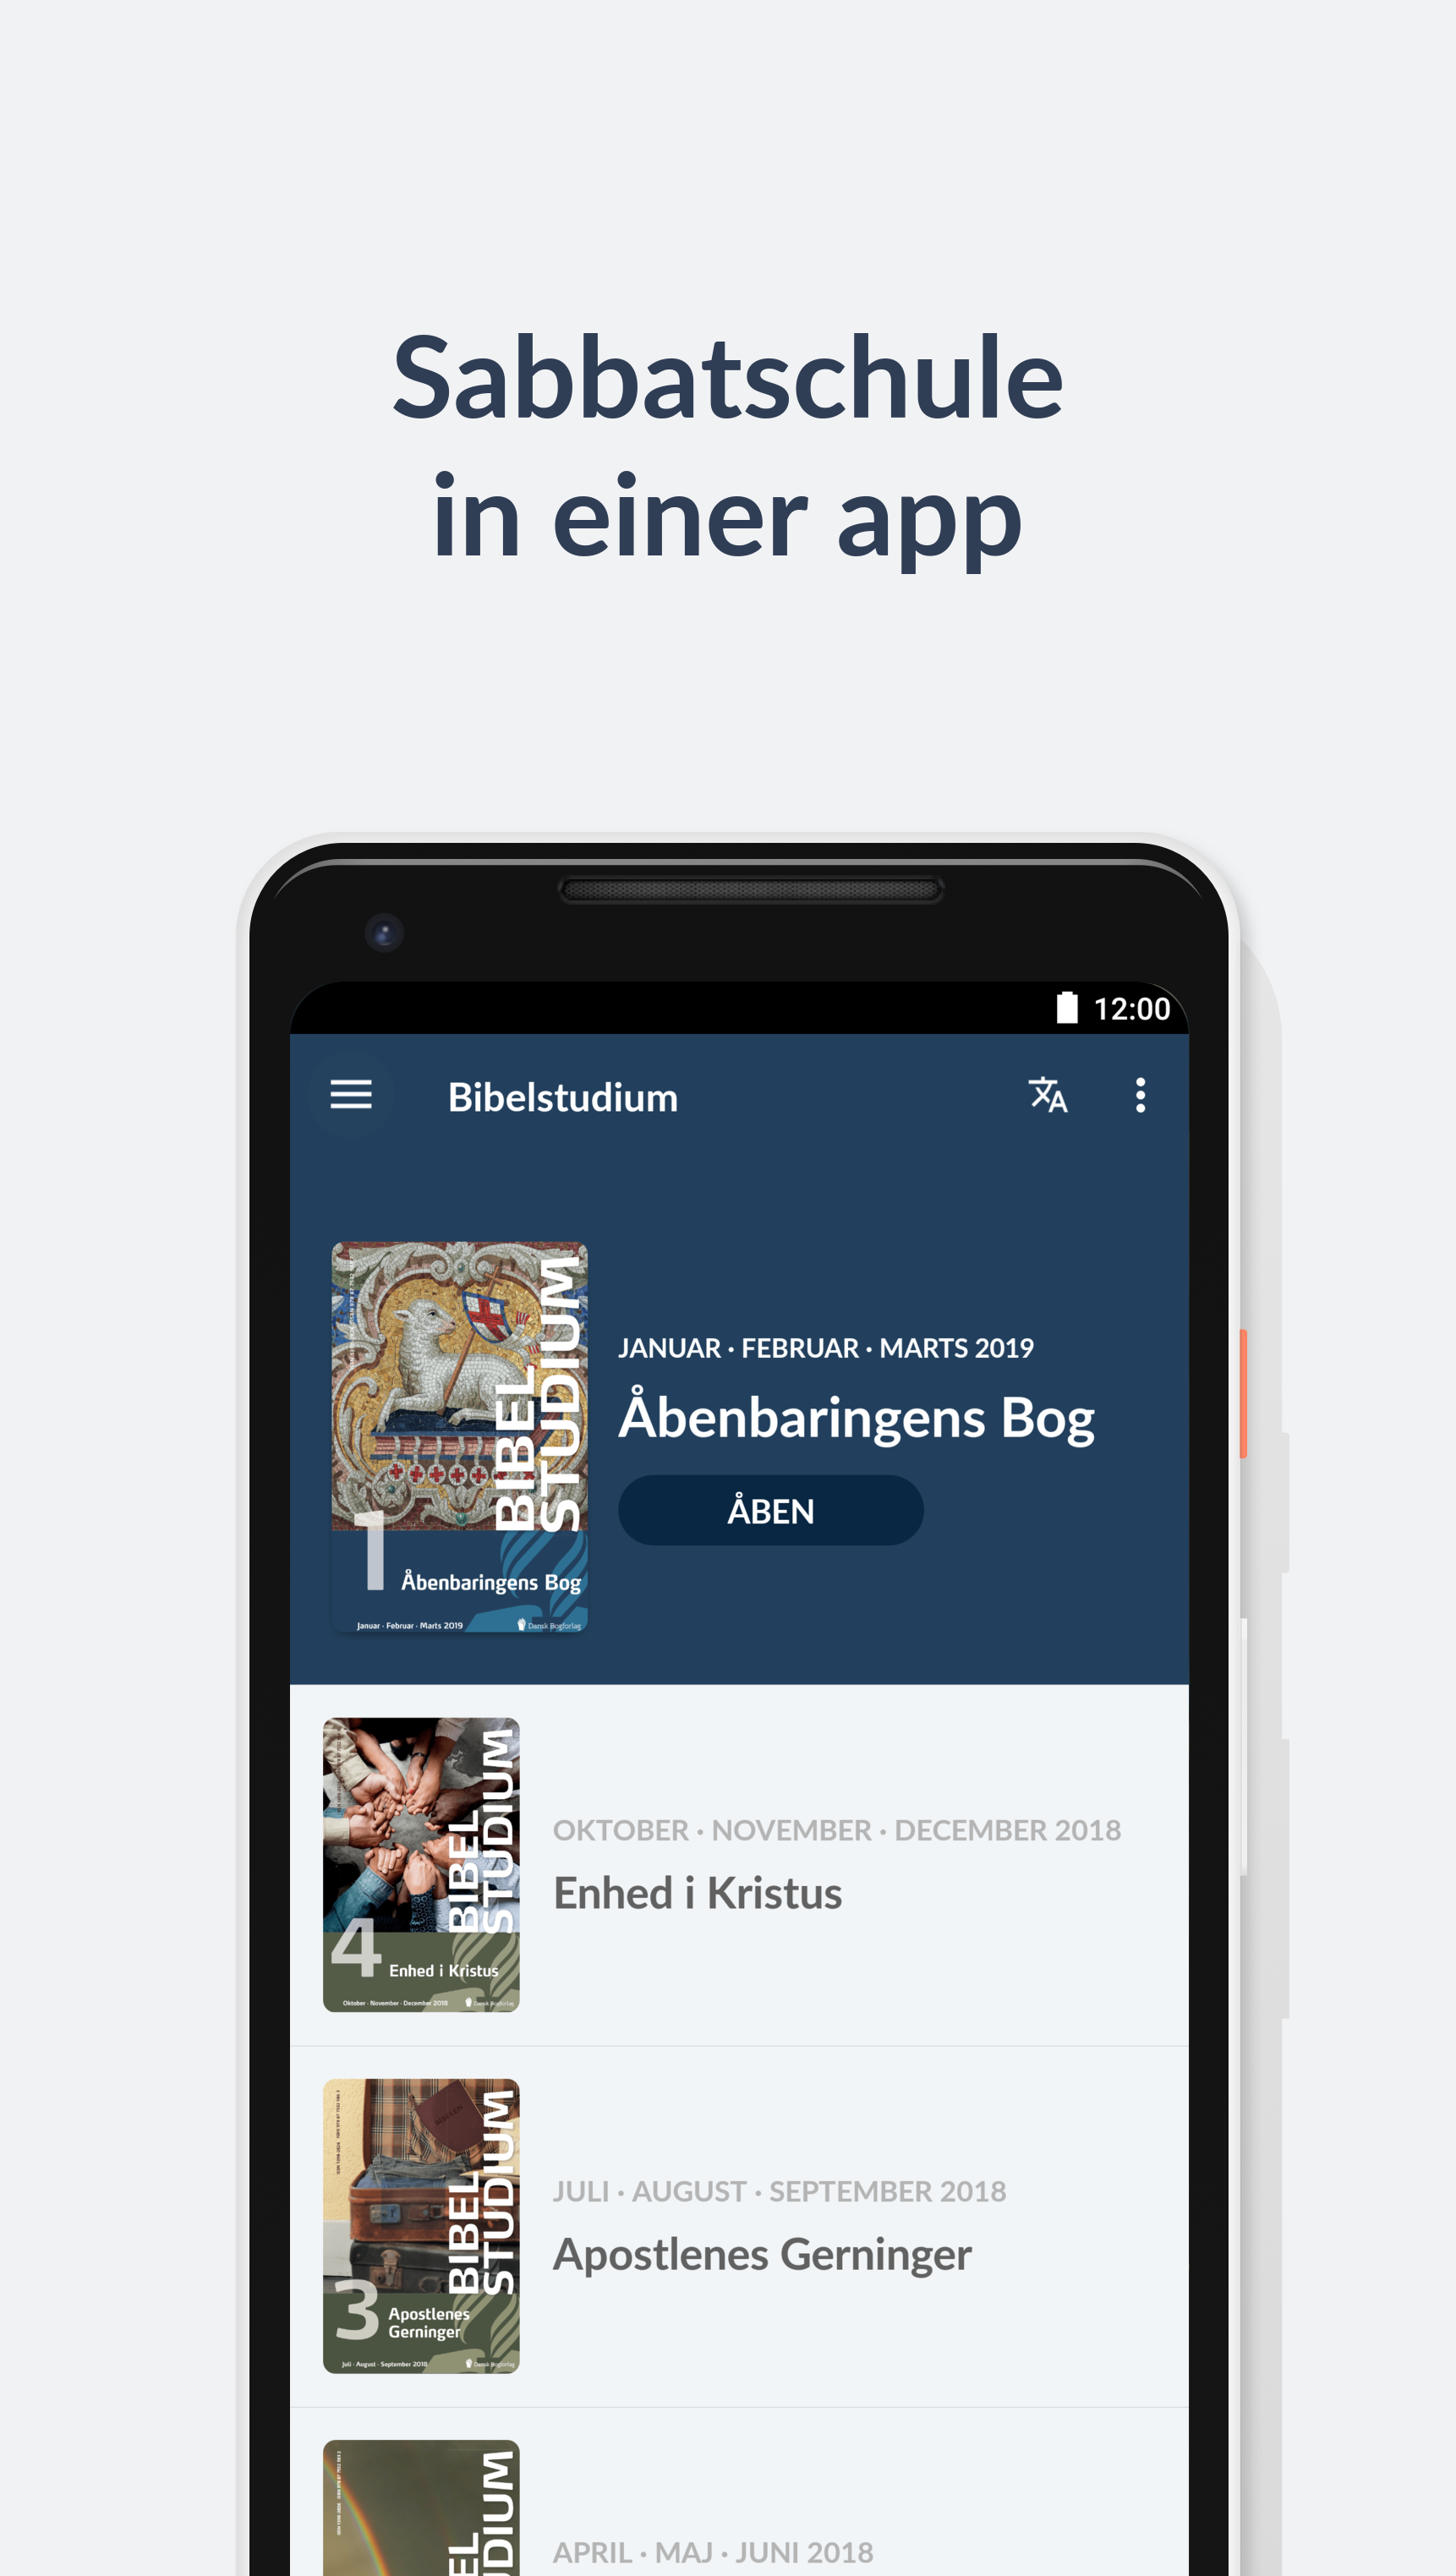 Sabbatschule
in einer app
12:00
Bibelstudium
BIBEL
STUDIUM
1
Åbenbaringens Bog
Januar · Februar · Marts 2019
Dansk Bogforlag
JANUAR · FEBRUAR · MARTS 2019
Åbenbaringens Bog
ÅBEN
BIBEL
STUDIUM
4
Enhed i Kristus
Oktober · November · December 2018
Dansk Bogforlag
OKTOBER · NOVEMBER · DECEMBER 2018
Enhed i Kristus
BIBELEN
BIBEL
STUDIUM
3
Apostlenes
Gerninger
Juli · August · September 2018
Dansk Bogforlag
JULI · AUGUST · SEPTEMBER 2018
Apostlenes Gerninger
EL
UDIUM
APRIL · MAJ · JUNI 2018